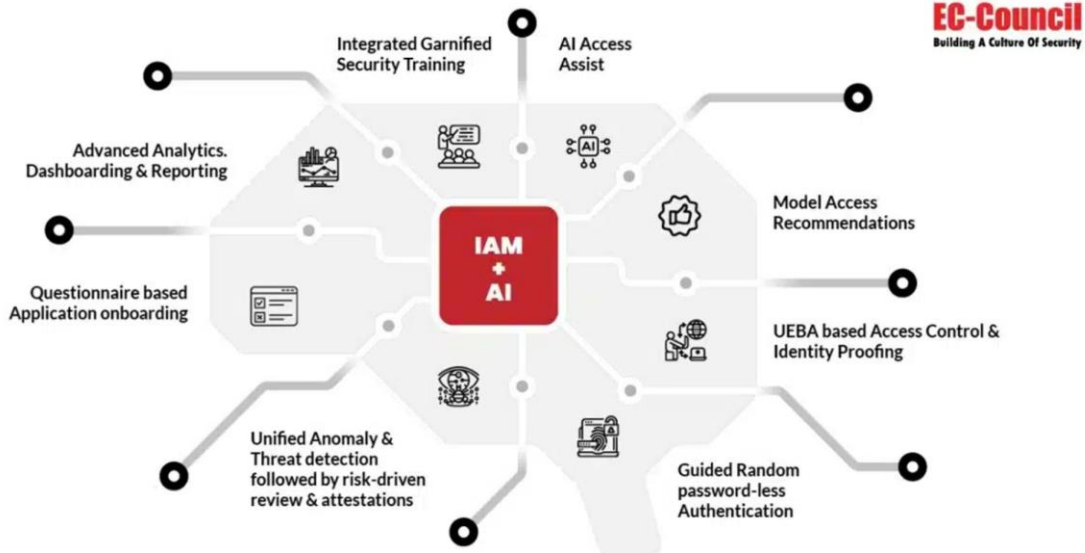 EC-Council
Building A Culture Of Security
Integrated Garnified
Security Training
AI Access
Assist
Advanced Analytics.
Dashboarding & Reporting
AI
Model Access
Recommendations
IAM
+
AI
Questionnaire based
Application onboarding
UEBA based Access Control &
Identity Proofing
Unified Anomaly &
Threat detection
followed by risk-driven
review & attestations
Guided Random
password-less
Authentication